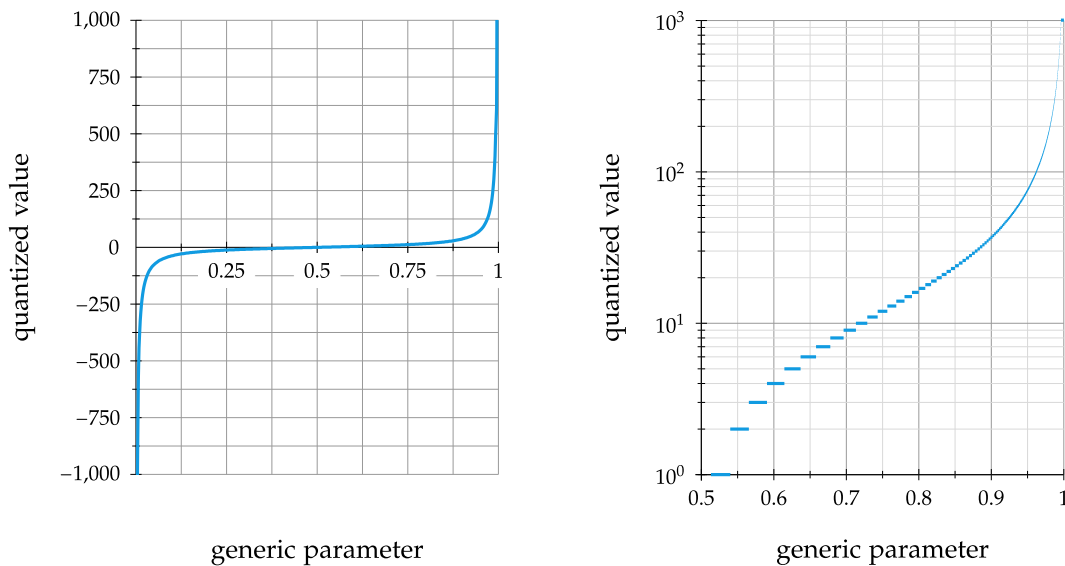 1,000
750
500
250
0
−250
−500
−750
−1,000
0.25 0.5 0.75 1
quantized value
generic parameter
10³
10²
10¹
10⁰
0.5 0.6 0.7 0.8 0.9 1
quantized value
generic parameter